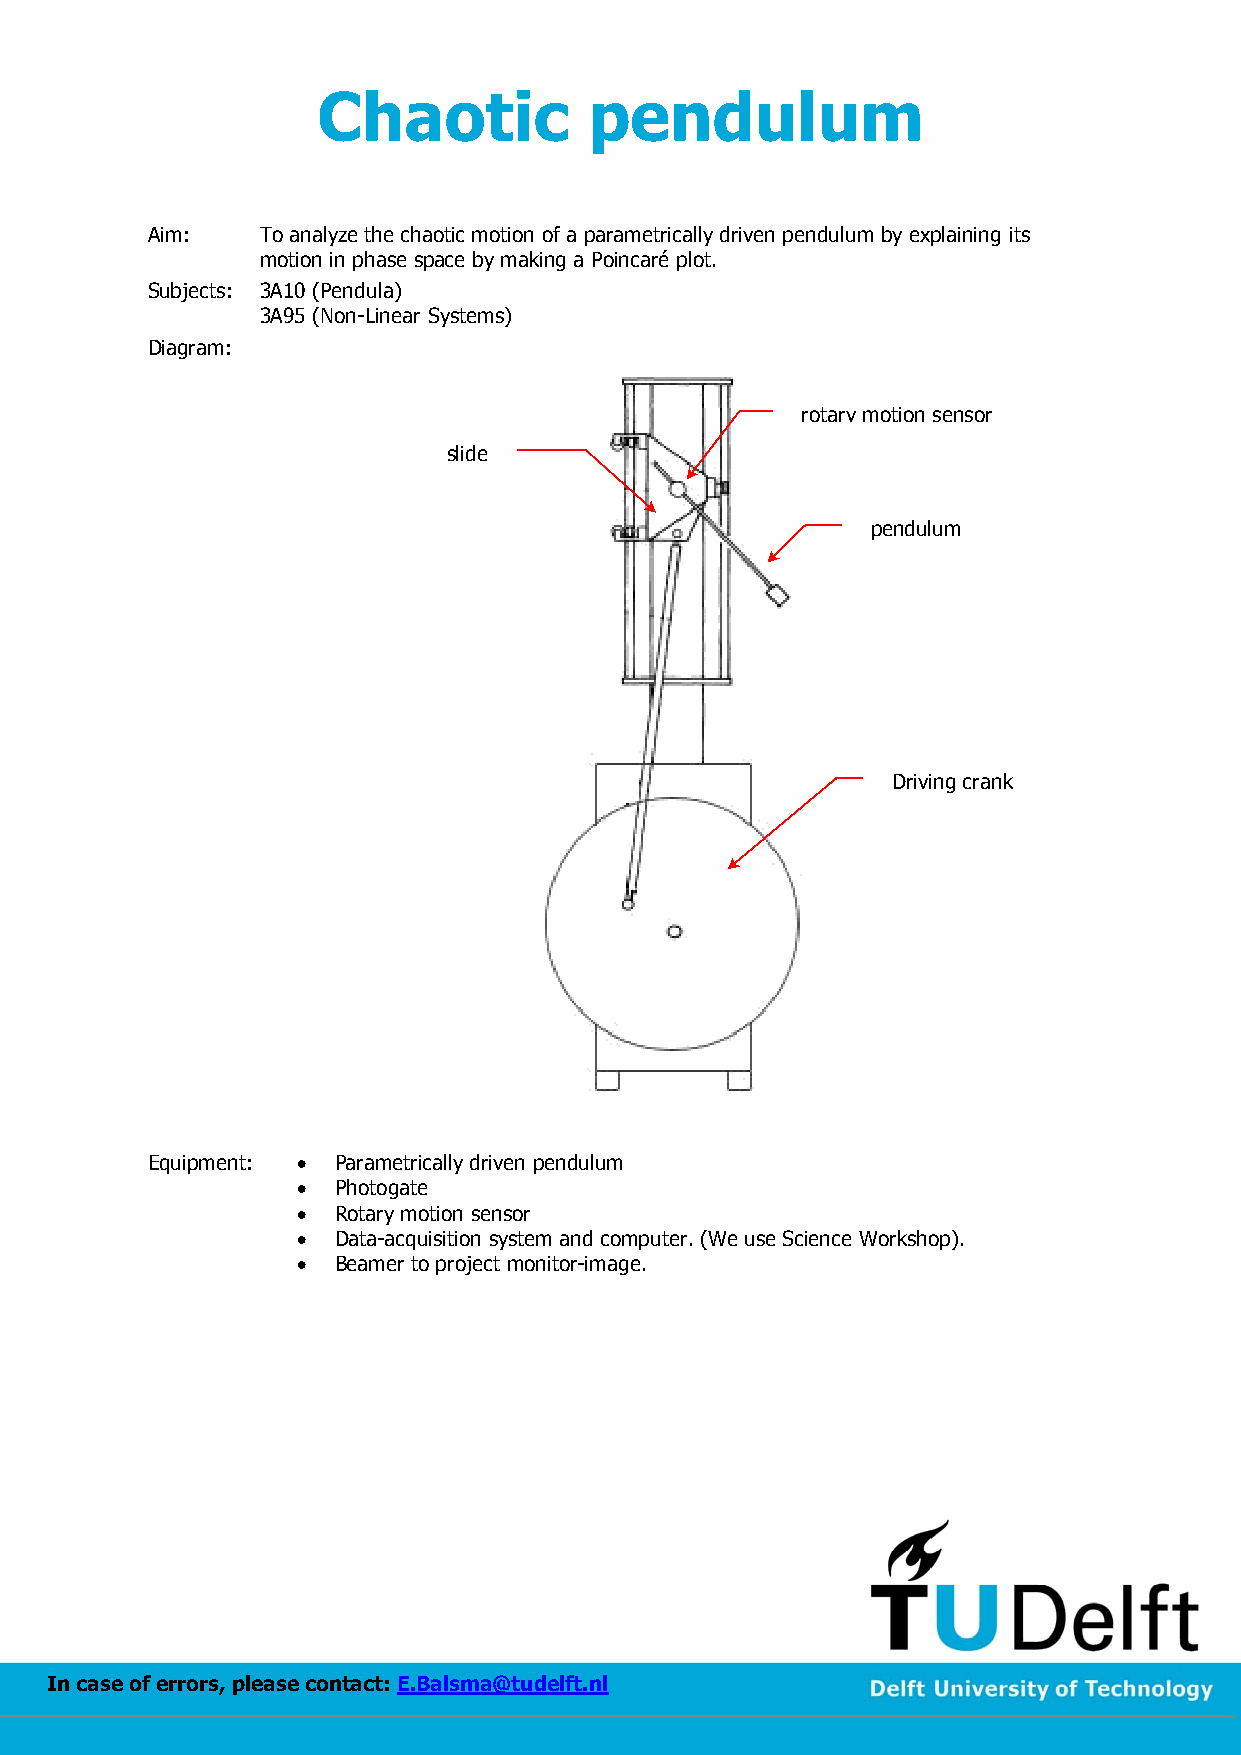 Chaotic pendulum
Aim: To analyze the chaotic motion of a parametrically driven pendulum by explaining its
motion in phase space by making a Poincaré plot.
Subjects: 3A10 (Pendula)
3A95 (Non-Linear Systems)
Diagram:
rotary motion sensor
slide
pendulum
Driving crank
Equipment: • Parametrically driven pendulum
• Photogate
• Rotary motion sensor
• Data-acquisition system and computer. (We use Science Workshop).
• Beamer to project monitor-image.
TUDelft
In case of errors, please contact: E.Balsma@tudelft.nl
Delft University of Technology